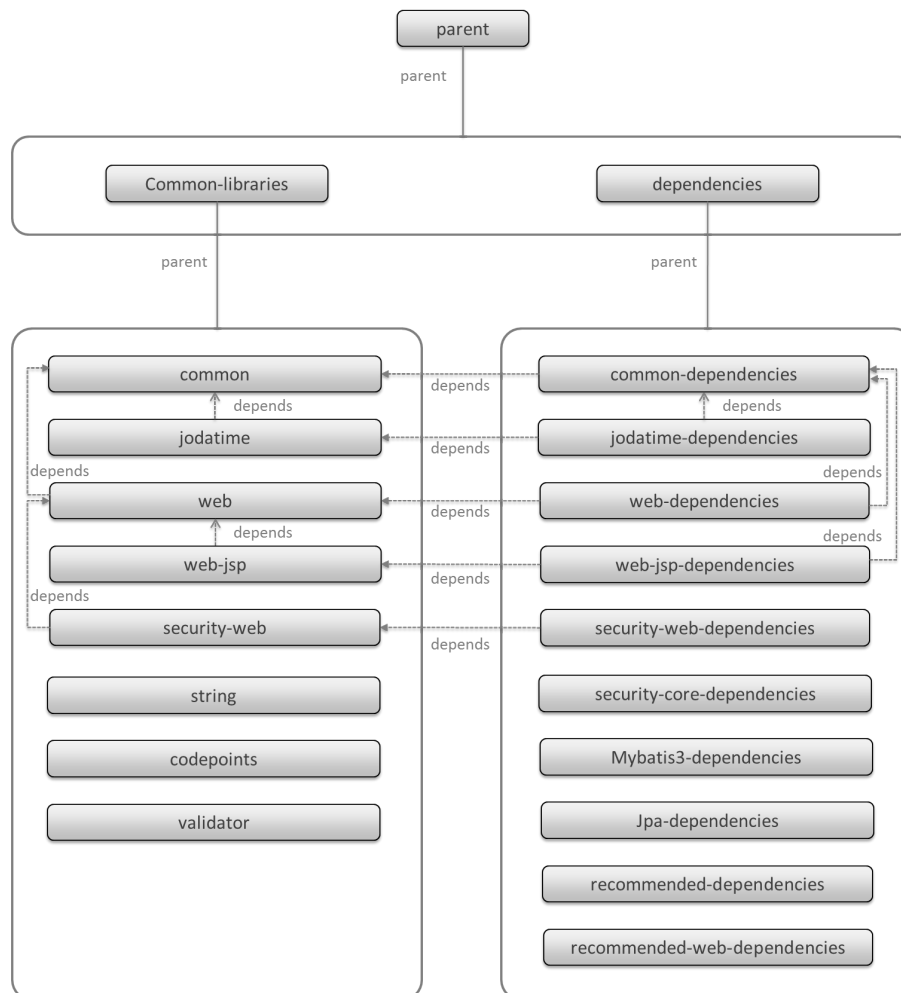 parent
parent
Common-libraries
dependencies
parent
parent
common
depends
common-dependencies
depends
depends
jodatime
depends
jodatime-dependencies
depends
depends
web
depends
web-dependencies
depends
depends
web-jsp
depends
web-jsp-dependencies
depends
security-web
depends
security-web-dependencies
string
security-core-dependencies
codepoints
Mybatis3-dependencies
validator
Jpa-dependencies
recommended-dependencies
recommended-web-dependencies